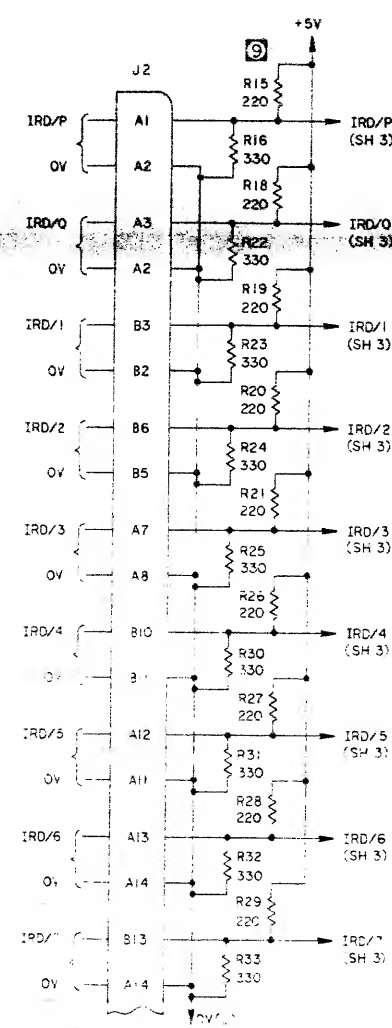 +5V
9
J2
R15
220
IRD/P A1 IRD/P
(SH 3)
R16
330
0V A2
R18
220
IRD/0 A3 IRD/0
(SH 3)
R22
330
0V A2
R19
220
IRD/1 B3 IRD/1
(SH 3)
R23
330
0V B2
R20
220
IRD/2 B6 IRD/2
(SH 3)
R24
330
0V B5
R21
220
IRD/3 A7 IRD/3
(SH 3)
R25
330
0V A8
R26
220
IRD/4 B10 IRD/4
(SH 3)
R30
330
R27
220
IRD/5 A12 IRD/5
(SH 3)
R31
330
0V A11
R28
220
IRD/6 A13 IRD/6
(SH 3)
R32
330
A14
R29
220
B13 IRD/7
(SH 3)
R33
330
0V A14